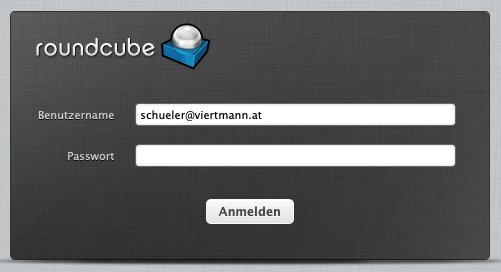 roundcube
Benutzername
schueler@viertmann.at
Passwort
Anmelden